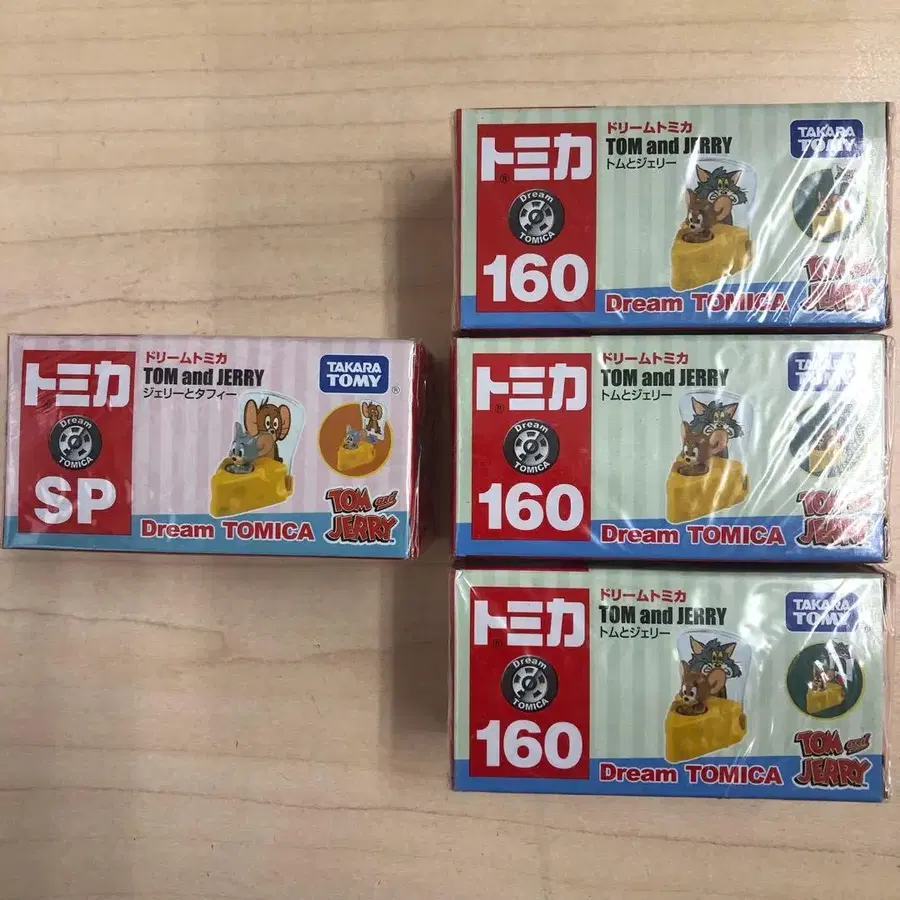 トミカ
Dream
TOMICA
SP
ドリームトミカ
TOM and JERRY
ジェリーとタフィー
TAKARA
TOMY
Dream TOMICA
TOM and
JERRY
トミカ
Dream
TOMICA
160
ドリームトミカ
TOM and JERRY
トムとジェリー
TAKARA
TOMY
Dream TOMICA
TOM and
JERRY
トミカ
Dream
TOMICA
160
ドリームトミカ
TOM and JERRY
トムとジェリー
TAKARA
TOMY
Dream TOMICA
TOM and
JERRY
トミカ
Dream
TOMICA
160
ドリームトミカ
TOM and JERRY
トムとジェリー
TAKARA
TOMY
Dream TOMICA
TOM and
JERRY